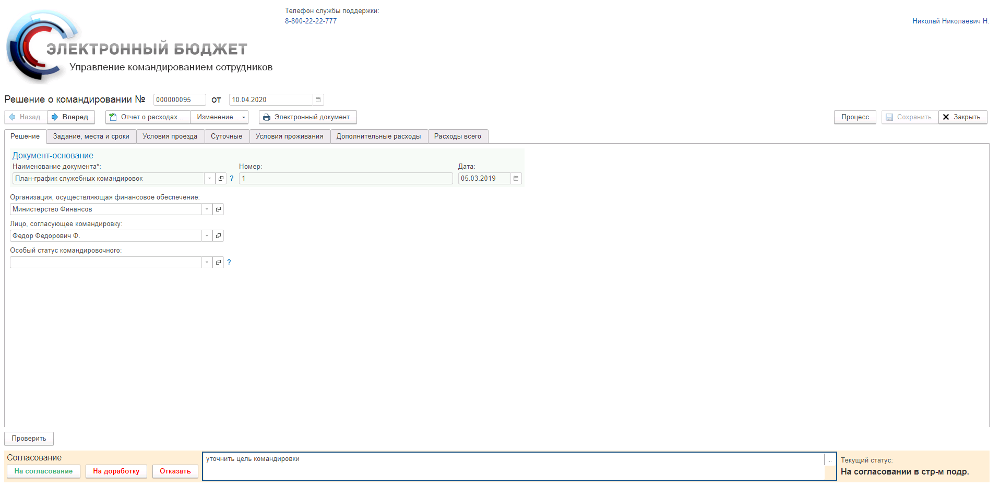 Телефон службы поддержки:
8-800-22-22-777
Николай Николаевич Н.
ЭЛЕКТРОННЫЙ БЮДЖЕТ
Управление командированием сотрудников
Решение о командировании № 000000095 от 10.04.2020
Назад Вперед Отчет о расходах... Изменение... Электронный документ Процесс Сохранить Закрыть
Решение Задание, места и сроки Условия проезда Суточные Условия проживания Дополнительные расходы Расходы всего
Документ-основание
Наименование документа*: Номер: Дата:
План-график служебных командировок ? 1 05.03.2019
Организация, осуществляющая финансовое обеспечение:
Министерство Финансов
Лицо, согласующее командировку:
Федор Федорович Ф.
Особый статус командировочного:
?
Проверить
Согласование
На согласование На доработку Отказать
уточнить цель командировки ...
Текущий статус:
На согласовании в стр-м подр.